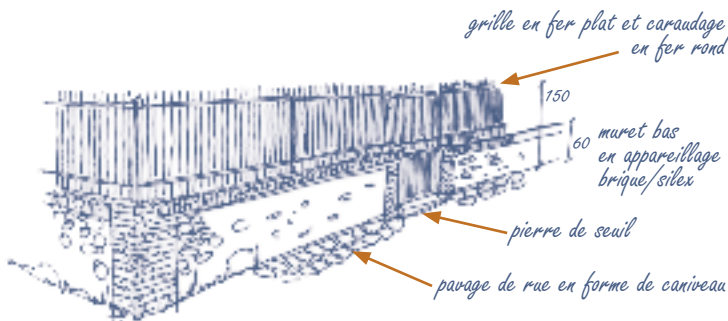 grille en fer plat et caraudage
en fer rond
150
60
muret bas
en appareillage
brique/silex
pierre de seuil
pavage de rue en forme de caniveau